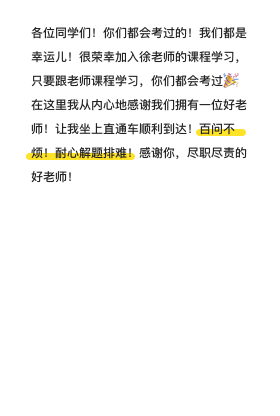 各位同学们！你们都会考过的！我们都是
幸运儿！很荣幸加入徐老师的课程学习，
只要跟老师课程学习，你们都会考过🎉
在这里我从内心地感谢我们拥有一位好老
师！让我坐上直通车顺利到达！百问不
烦！耐心解题排难！感谢你，尽职尽责的
好老师！